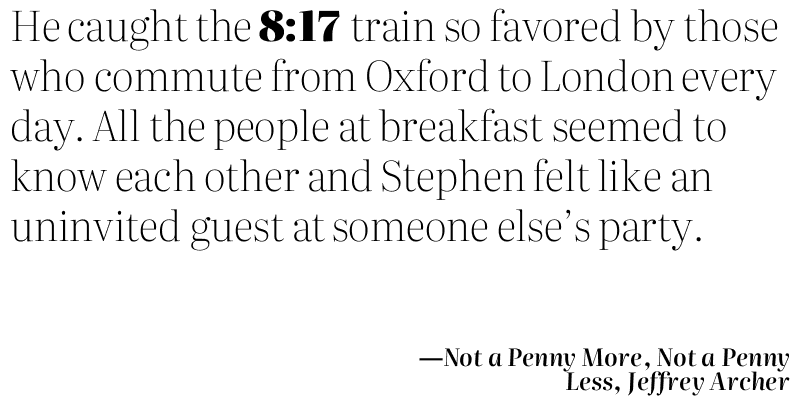 He caught the 8:17 train so favored by those
who commute from Oxford to London every
day. All the people at breakfast seemed to
know each other and Stephen felt like an
uninvited guest at someone else’s party.
—Not a Penny More, Not a Penny
Less, Jeffrey Archer